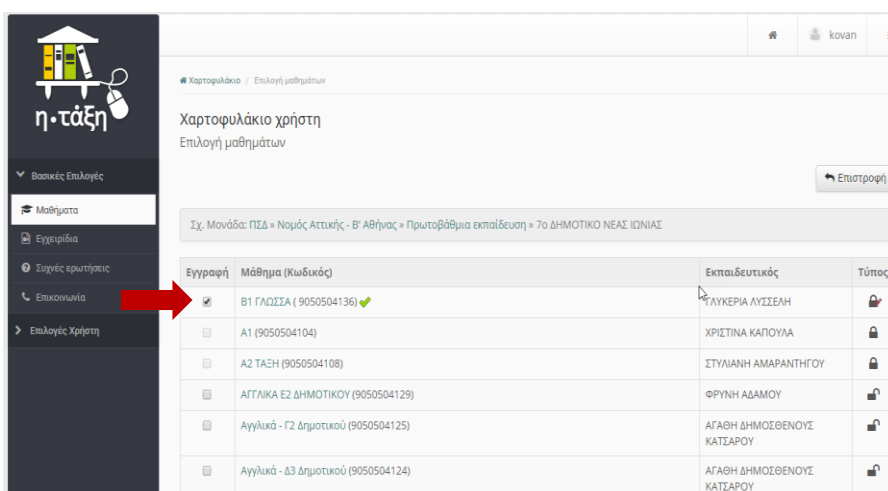 η·τάξη
kovan
Χαρτοφυλάκιο / Επιλογή μαθημάτων
Χαρτοφυλάκιο χρήστη
Επιλογή μαθημάτων
Επιστροφή
Βασικές Επιλογές
Μαθήματα
Εγχειρίδια
Συχνές ερωτήσεις
Επικοινωνία
Επιλογές Χρήστη
Σχ. Μονάδα: ΠΣΔ » Νομός Αττικής - Β' Αθήνας » Πρωτοβάθμια εκπαίδευση » 7ο ΔΗΜΟΤΙΚΟ ΝΕΑΣ ΙΩΝΙΑΣ
Εγγραφή Μάθημα (Κωδικός) Εκπαιδευτικός Τύπος
Β1 ΓΛΩΣΣΑ ( 9050504136) ΓΛΥΚΕΡΙΑ ΛΥΣΣΕΛΗ
Α1 (9050504104) ΧΡΙΣΤΙΝΑ ΚΑΠΟΥΛΑ
Α2 ΤΑΞΗ (9050504108) ΣΤΥΛΙΑΝΗ ΑΜΑΡΑΝΤΗΓΟΥ
ΑΓΓΛΙΚΑ Ε2 ΔΗΜΟΤΙΚΟΥ (9050504129) ΦΡΥΝΗ ΑΔΑΜΟΥ
Αγγλικά - Γ2 Δημοτικού (9050504125) ΑΓΑΘΗ ΔΗΜΟΣΘΕΝΟΥΣ
ΚΑΤΣΑΡΟΥ
Αγγλικά - Δ3 Δημοτικού (9050504124) ΑΓΑΘΗ ΔΗΜΟΣΘΕΝΟΥΣ
ΚΑΤΣΑΡΟΥ